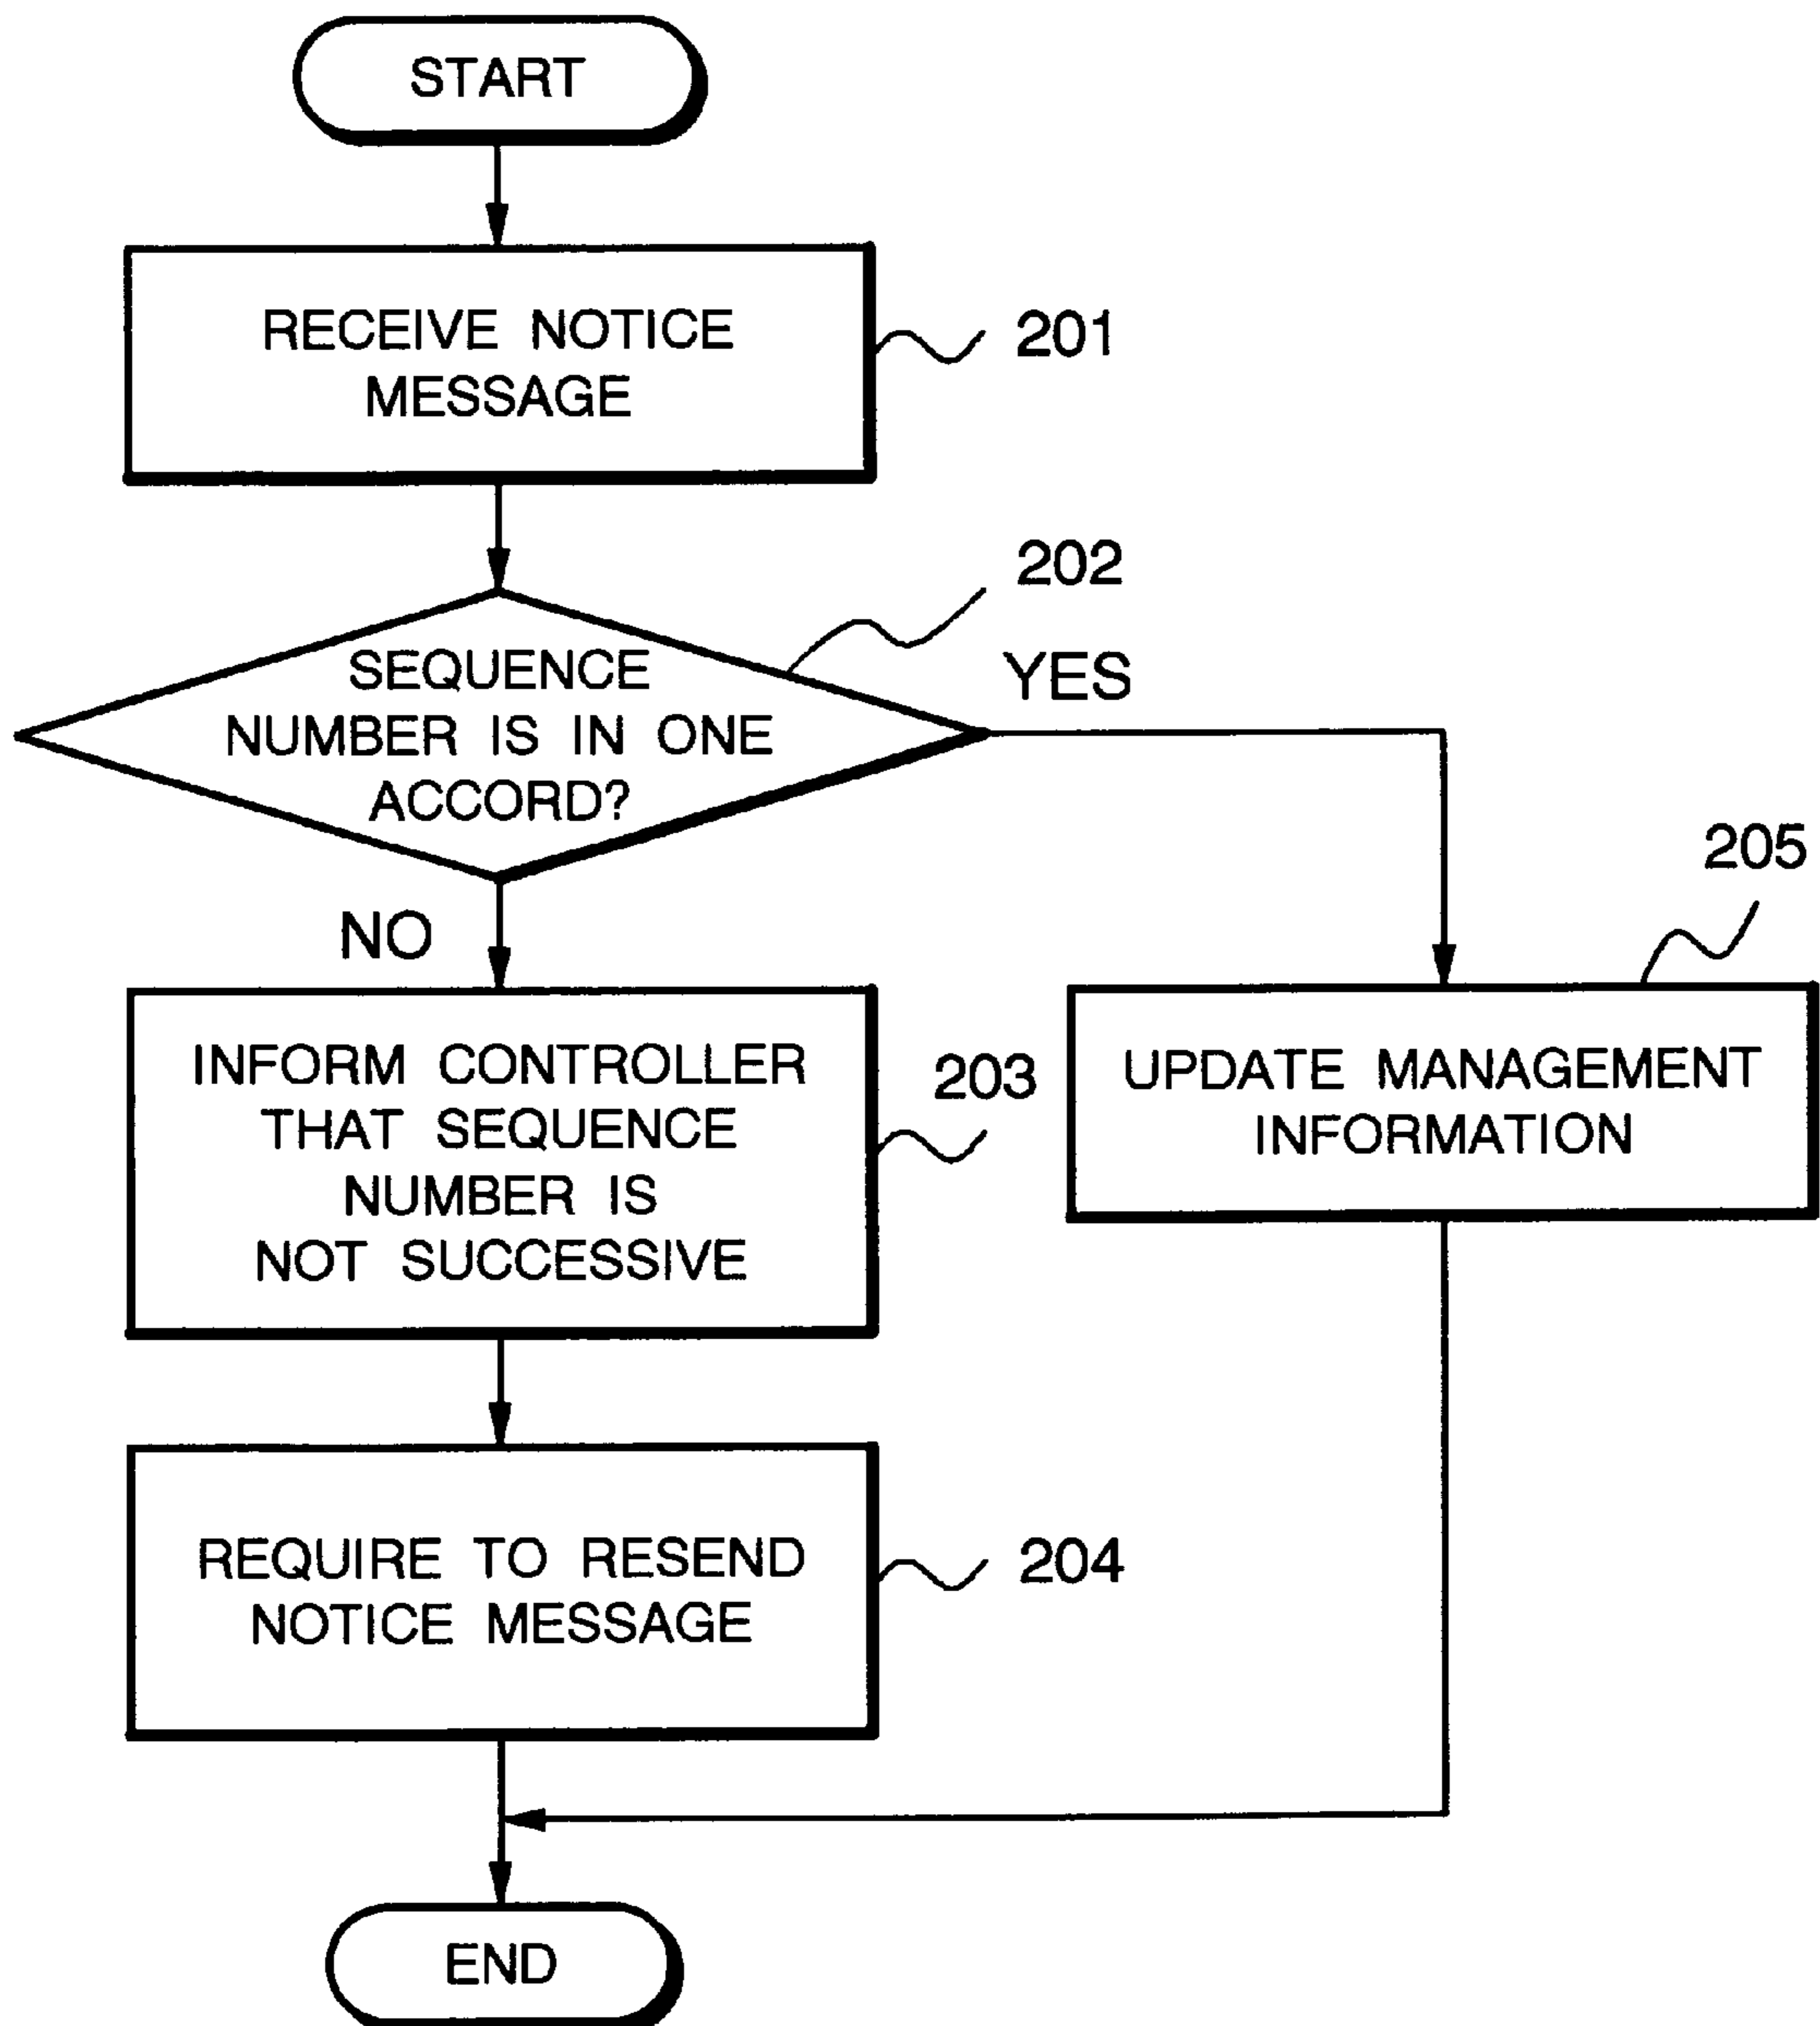 START
RECEIVE NOTICE
MESSAGE
201
202
SEQUENCE
NUMBER IS IN ONE
ACCORD?
YES
NO
205
INFORM CONTROLLER
THAT SEQUENCE
NUMBER IS
NOT SUCCESSIVE
203
UPDATE MANAGEMENT
INFORMATION
REQUIRE TO RESEND
NOTICE MESSAGE
204
END